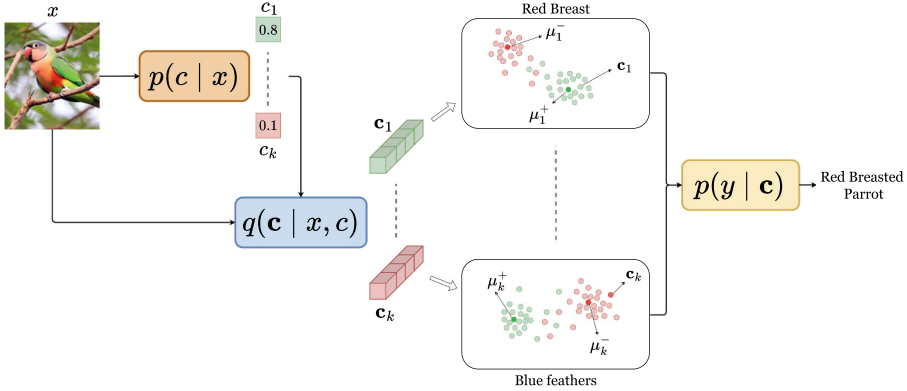 x
p(c | x)
c₁
0.8
0.1
cₖ
q(𝐜 | x, c)
𝐜₁
𝐜ₖ
Red Breast
μ₁⁻
𝐜₁
μ₁⁺
μₖ⁺
𝐜ₖ
μₖ⁻
Blue feathers
p(y | 𝐜)
Red Breasted
Parrot